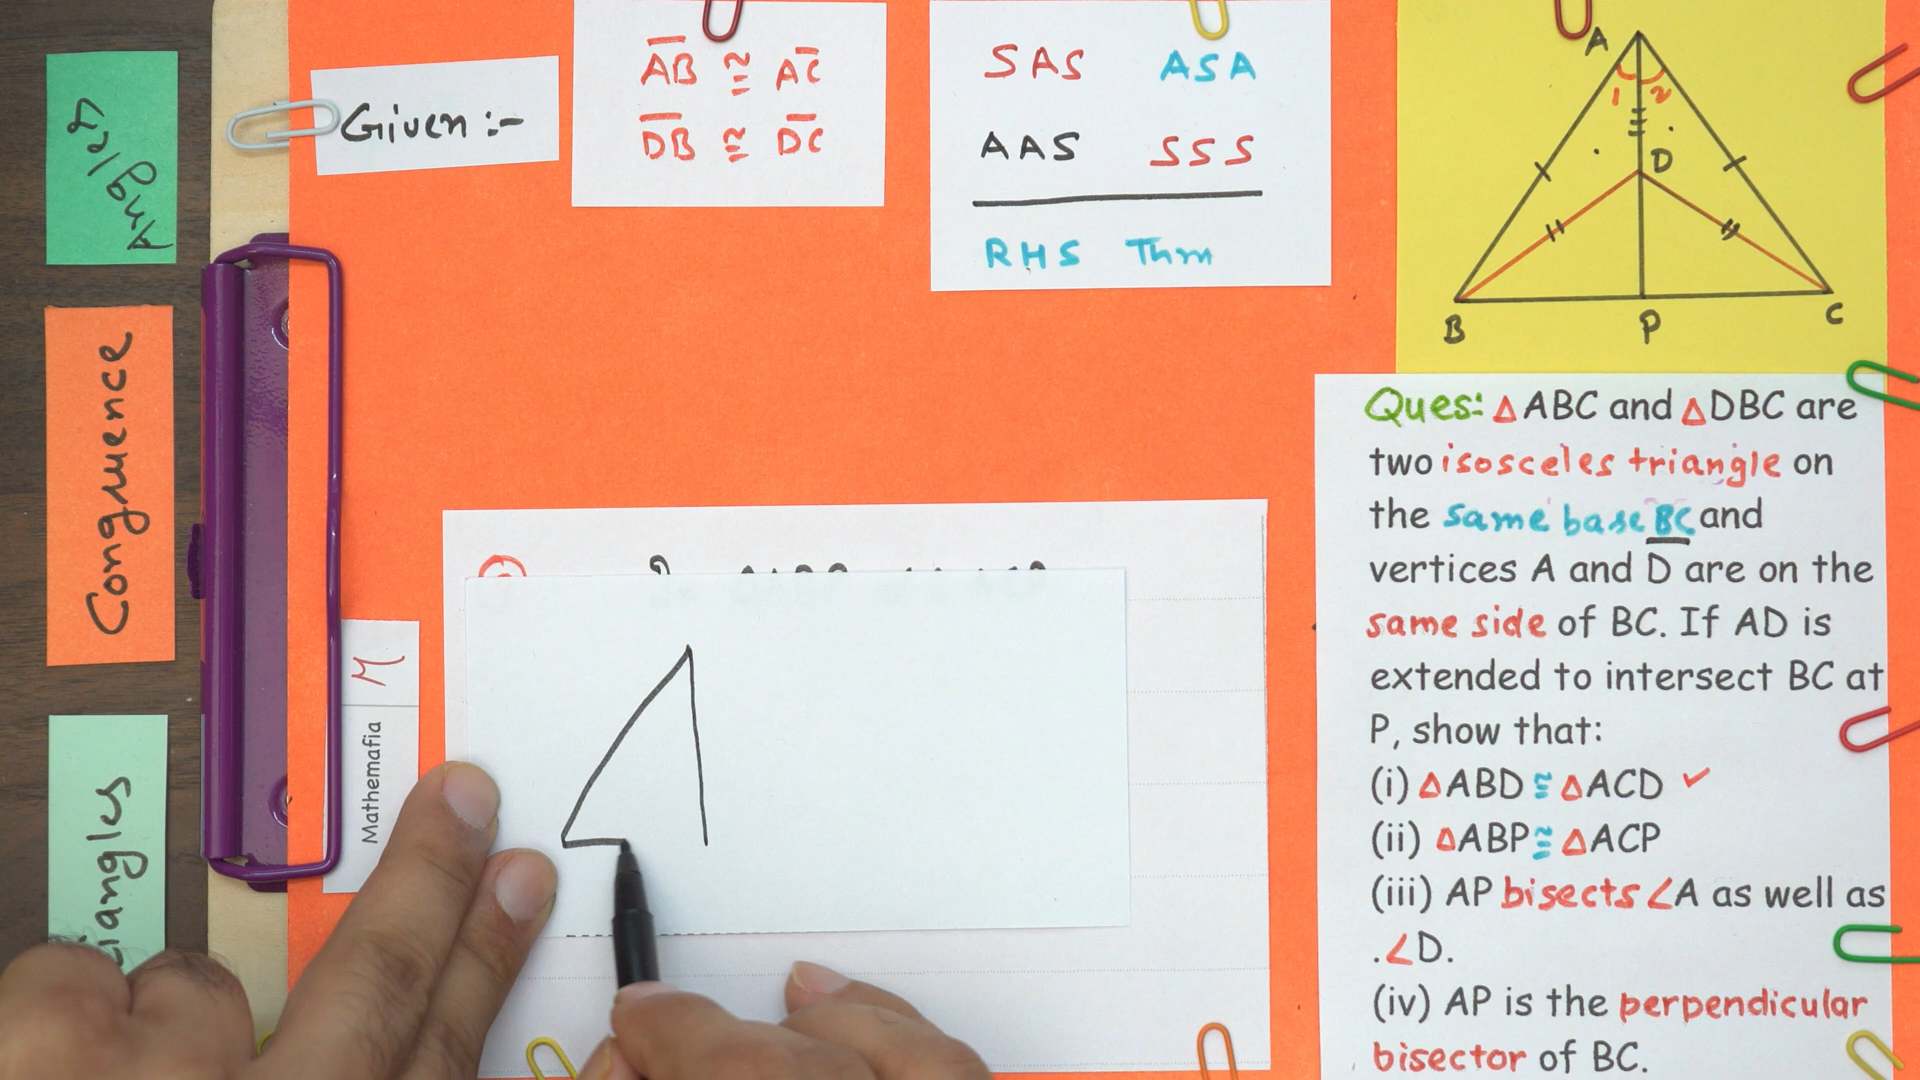 Angles
Congruence
iangles
Given :-
AB ≅ AC
DB ≅ DC
SAS ASA
AAS SSS
RHS Thm
A
1 2
D
B P C
M
Mathemafia
Ques: △ABC and △DBC are
two isosceles triangle on
the same base BC and
vertices A and D are on the
same side of BC. If AD is
extended to intersect BC at
P, show that:
(i) △ABD ≅ △ACD ✓
(ii) △ABP ≅ △ACP
(iii) AP bisects ∠A as well as
.∠D.
(iv) AP is the perpendicular
bisector of BC.